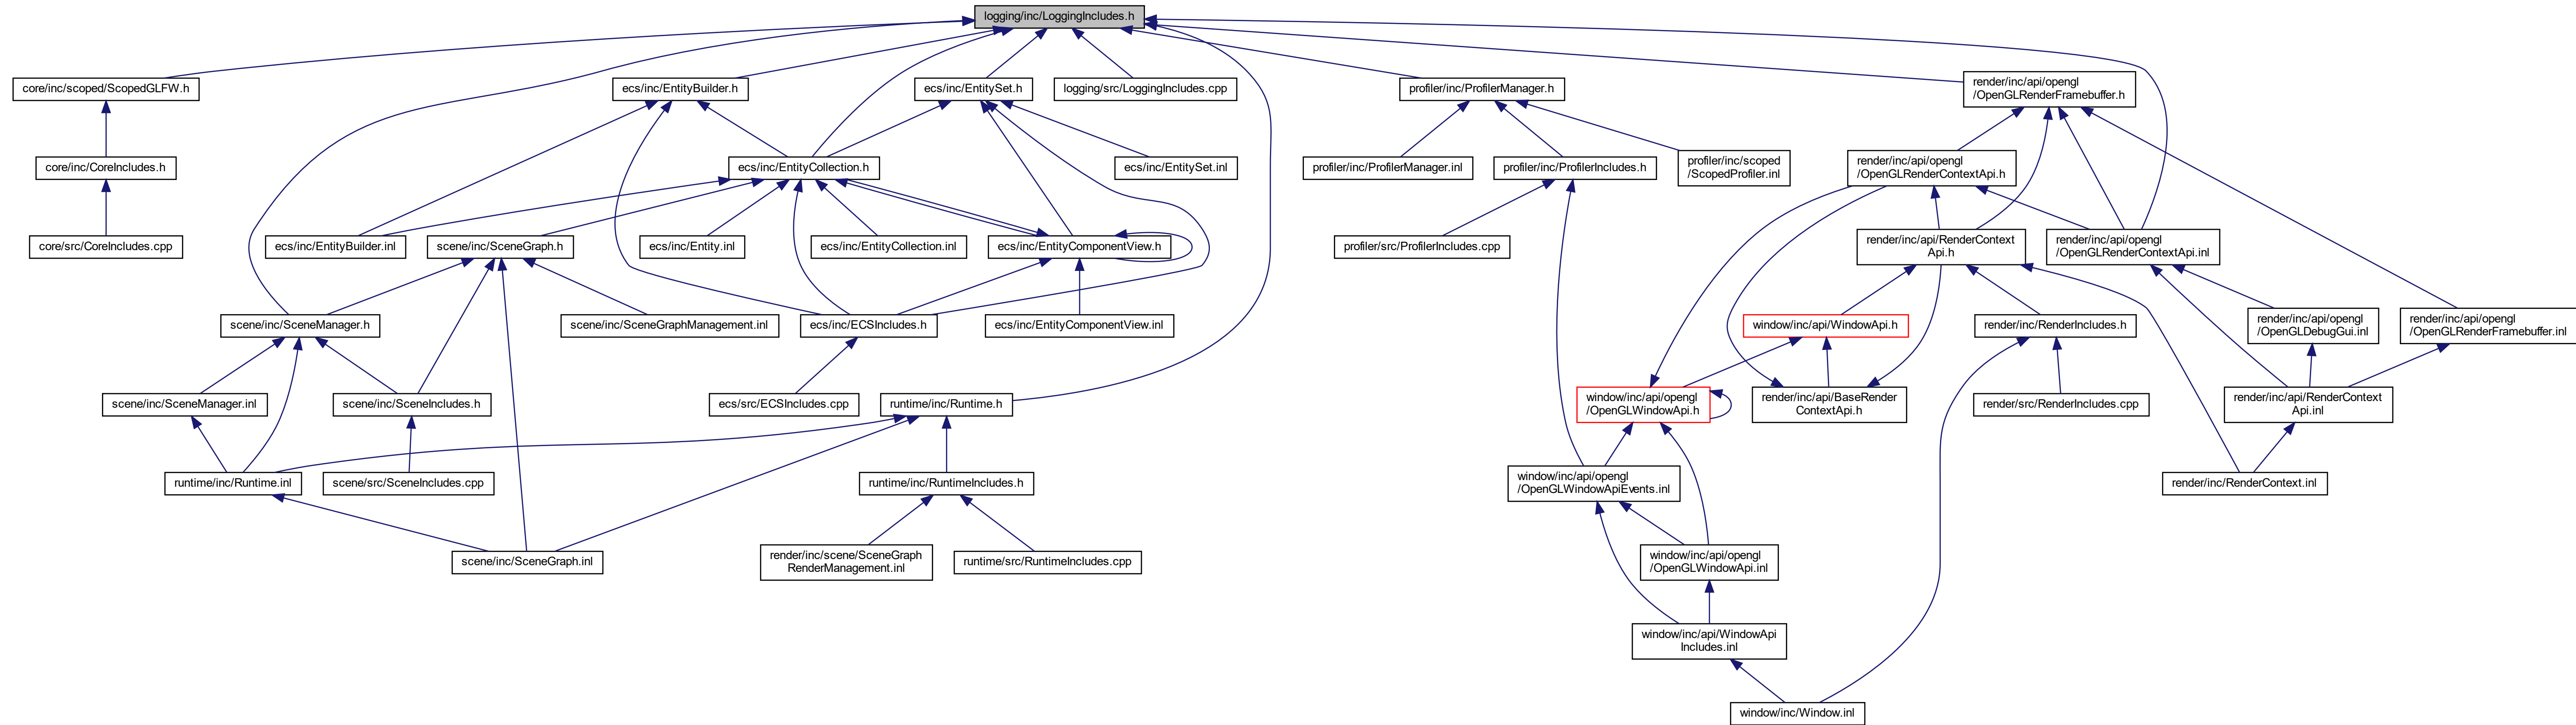 logging/inc/LoggingIncludes.h
core/inc/scoped/ScopedGLFW.h
ecs/inc/EntityBuilder.h
ecs/inc/EntitySet.h
logging/src/LoggingIncludes.cpp
profiler/inc/ProfilerManager.h
render/inc/api/opengl
/OpenGLRenderFramebuffer.h
core/inc/CoreIncludes.h
ecs/inc/EntityCollection.h
ecs/inc/EntitySet.inl
profiler/inc/ProfilerManager.inl
profiler/inc/ProfilerIncludes.h
profiler/inc/scoped
/ScopedProfiler.inl
render/inc/api/opengl
/OpenGLRenderContextApi.h
core/src/CoreIncludes.cpp
ecs/inc/EntityBuilder.inl
scene/inc/SceneGraph.h
ecs/inc/Entity.inl
ecs/inc/EntityCollection.inl
ecs/inc/EntityComponentView.h
profiler/src/ProfilerIncludes.cpp
render/inc/api/RenderContext
Api.h
render/inc/api/opengl
/OpenGLRenderContextApi.inl
scene/inc/SceneManager.h
scene/inc/SceneGraphManagement.inl
ecs/inc/ECSIncludes.h
ecs/inc/EntityComponentView.inl
window/inc/api/WindowApi.h
render/inc/RenderIncludes.h
render/inc/api/opengl
/OpenGLDebugGui.inl
render/inc/api/opengl
/OpenGLRenderFramebuffer.inl
scene/inc/SceneManager.inl
scene/inc/SceneIncludes.h
ecs/src/ECSIncludes.cpp
runtime/inc/Runtime.h
window/inc/api/opengl
/OpenGLWindowApi.h
render/inc/api/BaseRender
ContextApi.h
render/src/RenderIncludes.cpp
render/inc/api/RenderContext
Api.inl
runtime/inc/Runtime.inl
scene/src/SceneIncludes.cpp
runtime/inc/RuntimeIncludes.h
window/inc/api/opengl
/OpenGLWindowApiEvents.inl
render/inc/RenderContext.inl
scene/inc/SceneGraph.inl
render/inc/scene/SceneGraph
RenderManagement.inl
runtime/src/RuntimeIncludes.cpp
window/inc/api/opengl
/OpenGLWindowApi.inl
window/inc/api/WindowApi
Includes.inl
window/inc/Window.inl